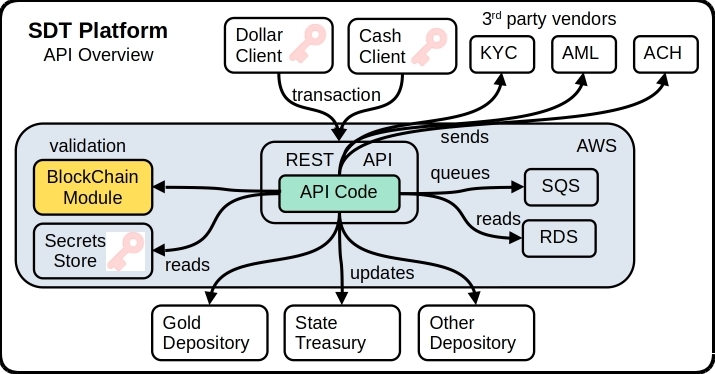 SDT Platform
API Overview
Dollar
Client
Cash
Client
3rd party vendors
KYC
AML
ACH
transaction
sends
validation
AWS
REST API
BlockChain
Module
API Code
queues
SQS
Secrets
Store
reads
reads
RDS
updates
Gold
Depository
State
Treasury
Other
Depository